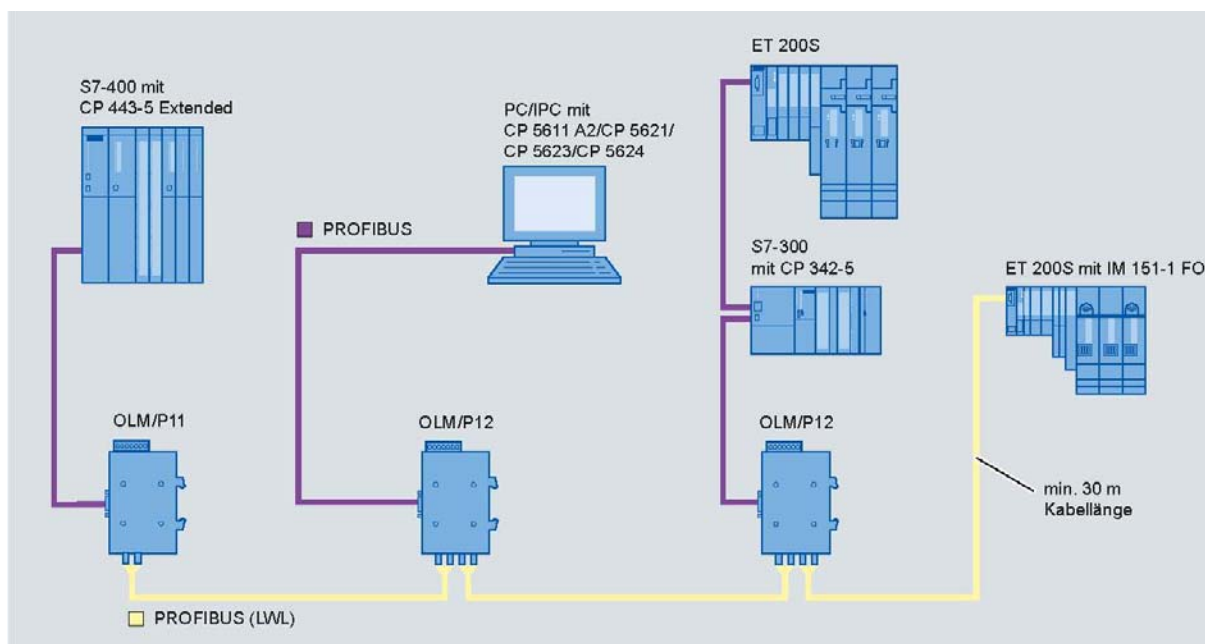 ET 200S
S7-400 mit
CP 443-5 Extended
PC/IPC mit
CP 5611 A2/CP 5621/
CP 5623/CP 5624
PROFIBUS
S7-300
mit CP 342-5
ET 200S mit IM 151-1 FO
OLM/P11
OLM/P12
OLM/P12
min. 30 m
Kabellänge
PROFIBUS (LWL)